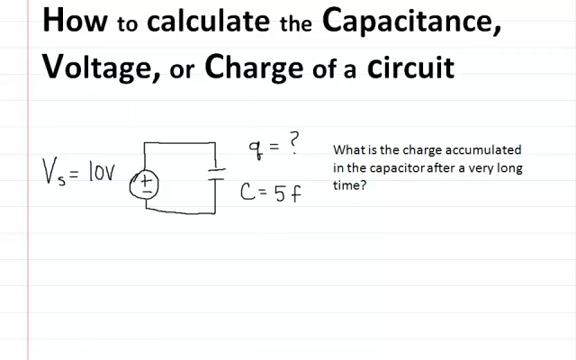 How to calculate the Capacitance,
Voltage, or Charge of a circuit
Vs = 10V
+
-
q = ?
C = 5 f
What is the charge accumulated
in the capacitor after a very long
time?